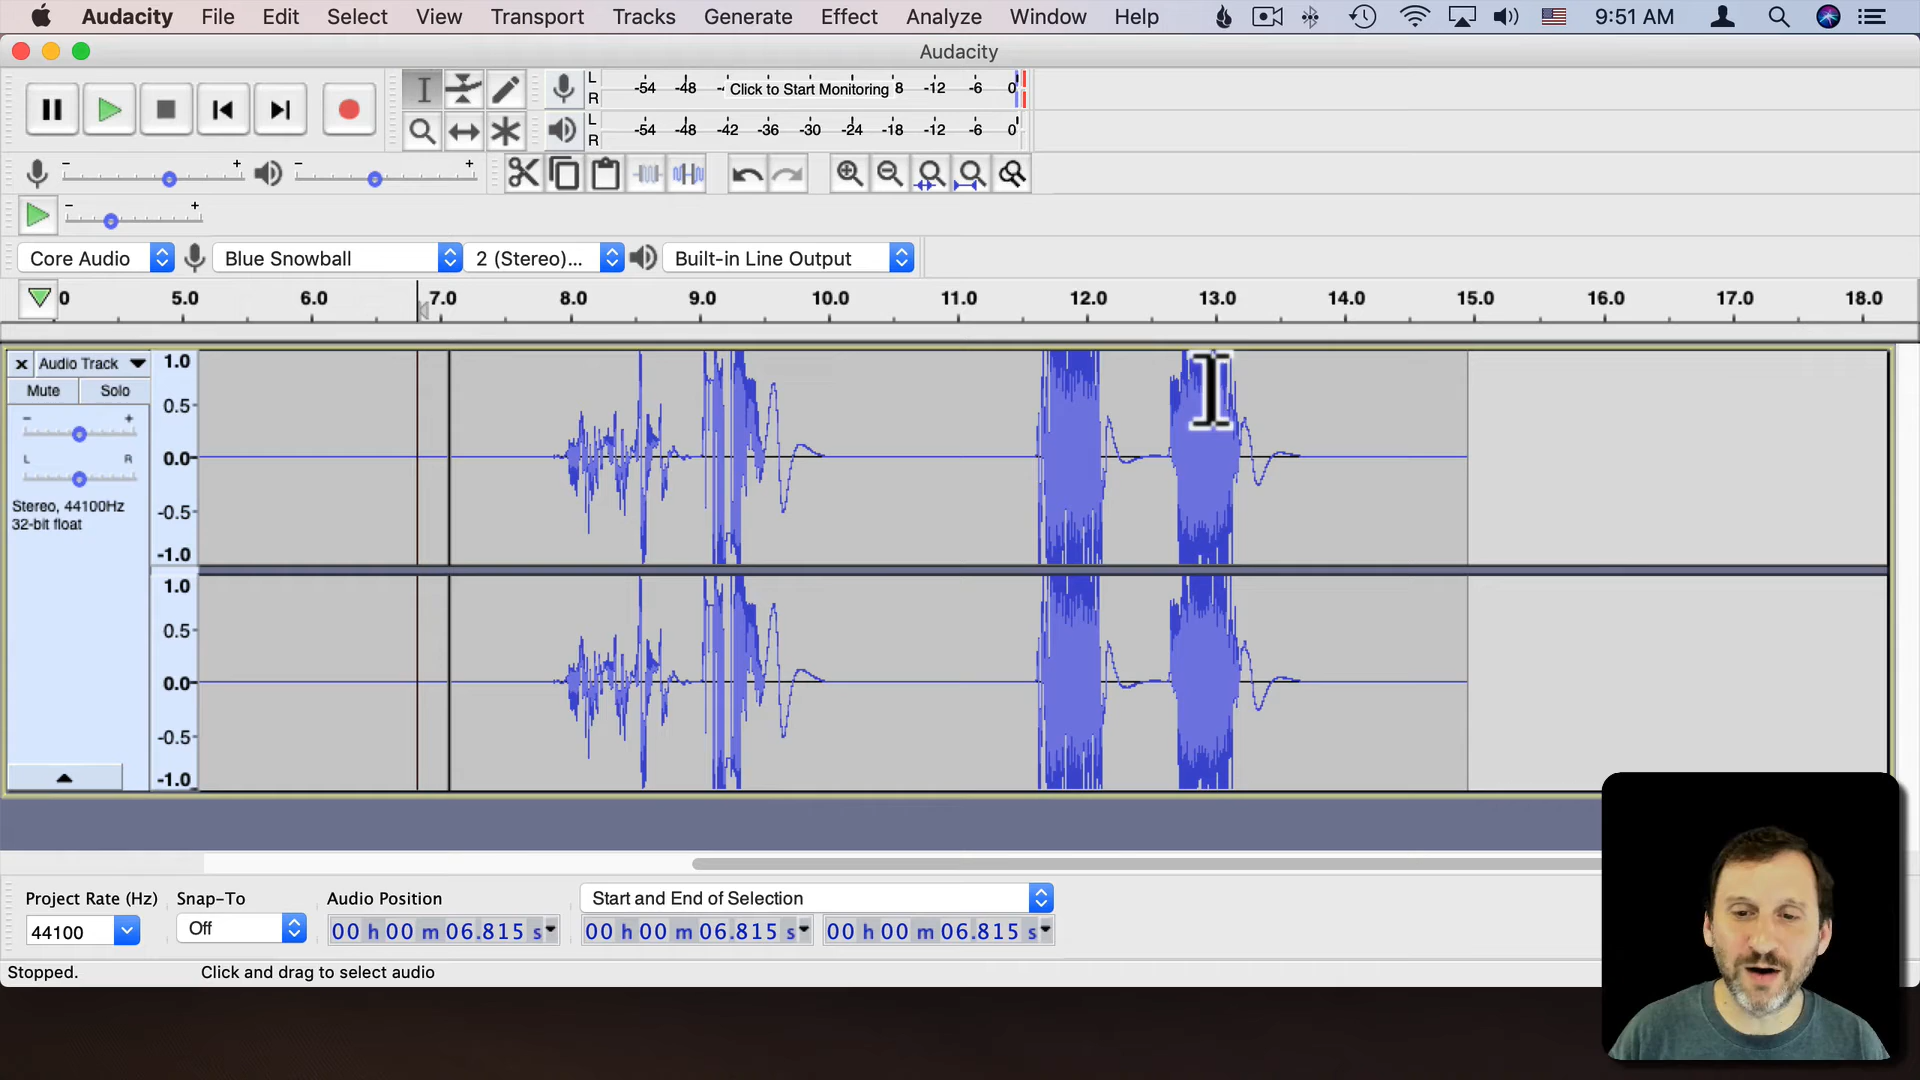 Audacity File Edit Select View Transport Tracks Generate Effect Analyze Window Help 9:51 AM
Audacity
L
R
-54 -48 -4 Click to Start Monitoring 8 -12 -6 0
L
R
-54 -48 -42 -36 -30 -24 -18 -12 -6 0
- + - +
- +
Core Audio Blue Snowball 2 (Stereo)... Built-in Line Output
0 5.0 6.0 7.0 8.0 9.0 10.0 11.0 12.0 13.0 14.0 15.0 16.0 17.0 18.0
x Audio Track
Mute Solo
- +
L R
Stereo, 44100Hz
32-bit float
1.0
0.5
0.0
-0.5
-1.0
1.0
0.5
0.0
-0.5
-1.0
Project Rate (Hz) Snap-To Audio Position Start and End of Selection
44100 Off 00 h 00 m 06.815 s 00 h 00 m 06.815 s 00 h 00 m 06.815 s
Stopped. Click and drag to select audio